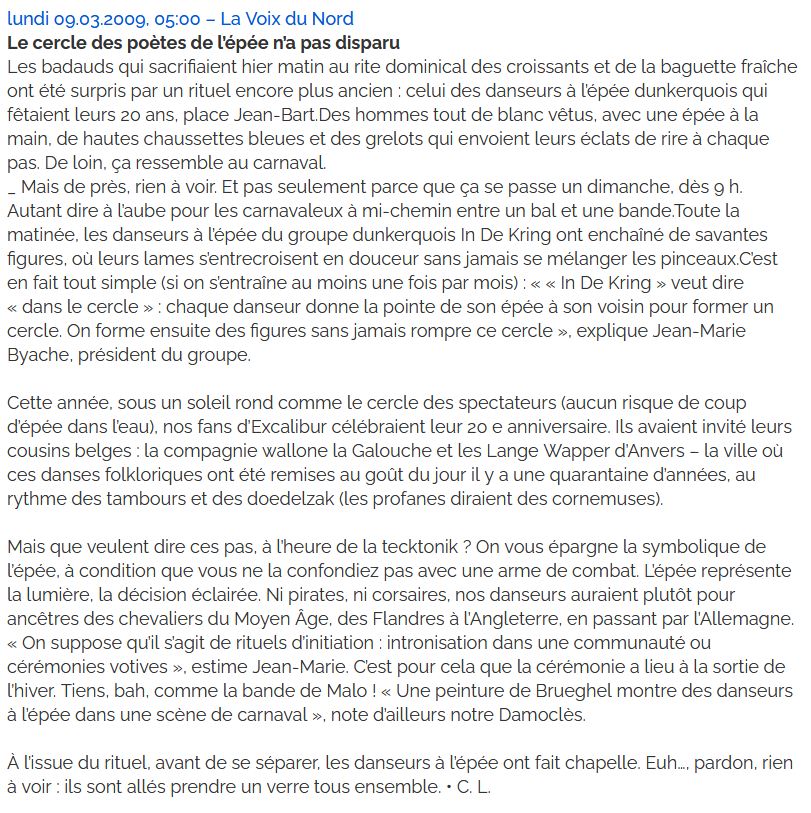 lundi 09.03.2009, 05:00 – La Voix du Nord
Le cercle des poètes de l'épée n'a pas disparu
Les badauds qui sacrifiaient hier matin au rite dominical des croissants et de la baguette fraîche
ont été surpris par un rituel encore plus ancien : celui des danseurs à l'épée dunkerquois qui
fêtaient leurs 20 ans, place Jean-Bart.Des hommes tout de blanc vêtus, avec une épée à la
main, de hautes chaussettes bleues et des grelots qui envoient leurs éclats de rire à chaque
pas. De loin, ça ressemble au carnaval.
_ Mais de près, rien à voir. Et pas seulement parce que ça se passe un dimanche, dès 9 h.
Autant dire à l'aube pour les carnavaleux à mi-chemin entre un bal et une bande.Toute la
matinée, les danseurs à l'épée du groupe dunkerquois In De Kring ont enchaîné de savantes
figures, où leurs lames s'entrecroisent en douceur sans jamais se mélanger les pinceaux.C'est
en fait tout simple (si on s'entraîne au moins une fois par mois) : « « In De Kring » veut dire
« dans le cercle » : chaque danseur donne la pointe de son épée à son voisin pour former un
cercle. On forme ensuite des figures sans jamais rompre ce cercle », explique Jean-Marie
Byache, président du groupe.
Cette année, sous un soleil rond comme le cercle des spectateurs (aucun risque de coup
d'épée dans l'eau), nos fans d'Excalibur célébraient leur 20 e anniversaire. Ils avaient invité leurs
cousins belges : la compagnie wallone la Galouche et les Lange Wapper d'Anvers – la ville où
ces danses folkloriques ont été remises au goût du jour il y a une quarantaine d'années, au
rythme des tambours et des doedelzak (les profanes diraient des cornemuses).
Mais que veulent dire ces pas, à l'heure de la tecktonik ? On vous épargne la symbolique de
l'épée, à condition que vous ne la confondiez pas avec une arme de combat. L'épée représente
la lumière, la décision éclairée. Ni pirates, ni corsaires, nos danseurs auraient plutôt pour
ancêtres des chevaliers du Moyen Âge, des Flandres à l'Angleterre, en passant par l'Allemagne.
« On suppose qu'il s'agit de rituels d'initiation : intronisation dans une communauté ou
cérémonies votives », estime Jean-Marie. C'est pour cela que la cérémonie a lieu à la sortie de
l'hiver. Tiens, bah, comme la bande de Malo ! « Une peinture de Brueghel montre des danseurs
à l'épée dans une scène de carnaval », note d'ailleurs notre Damoclès.
À l'issue du rituel, avant de se séparer, les danseurs à l'épée ont fait chapelle. Euh…, pardon, rien
à voir : ils sont allés prendre un verre tous ensemble. • C. L.